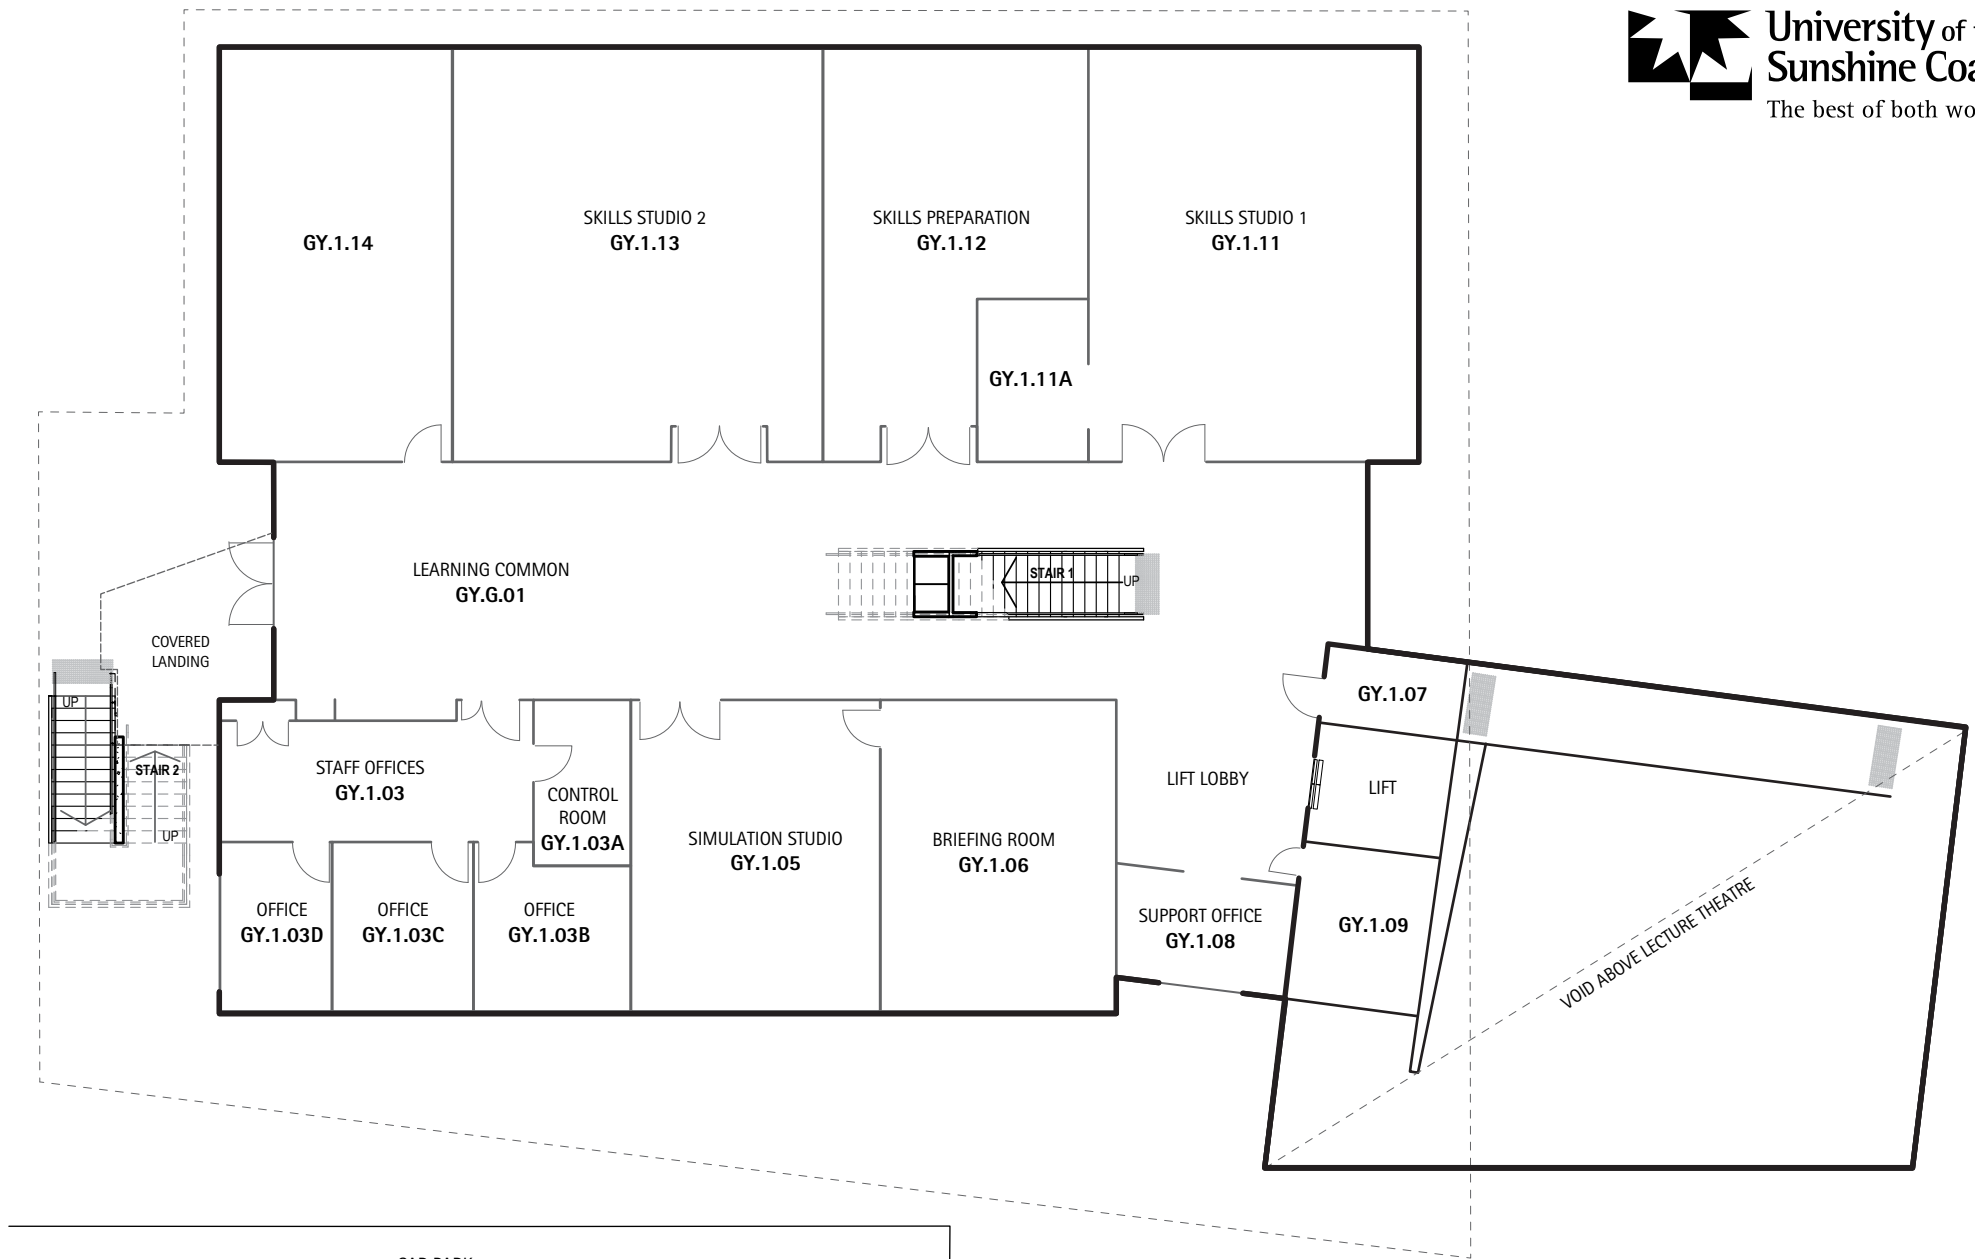 University of
Sunshine
The best of both
SKILLS STUDIO 2
GY.1.13
SKILLS PREPARATION
GY.1.12
SKILLS STUDIO 1
GY.1.11
GY.1.14
GY.1.11A
LEARNING COMMON
GY.G.01
STAIR 1
UP
COVERED
LANDING
UP
STAIR 2
UP
GY.1.07
STAFF OFFICES
GY.1.03
CONTROL
ROOM
GY.1.03A
LIFT LOBBY
LIFT
SIMULATION STUDIO
GY.1.05
BRIEFING ROOM
GY.1.06
OFFICE
GY.1.03D
OFFICE
GY.1.03C
OFFICE
GY.1.03B
SUPPORT OFFICE
GY.1.08
GY.1.09
VOID ABOVE LECTURE THEATRE